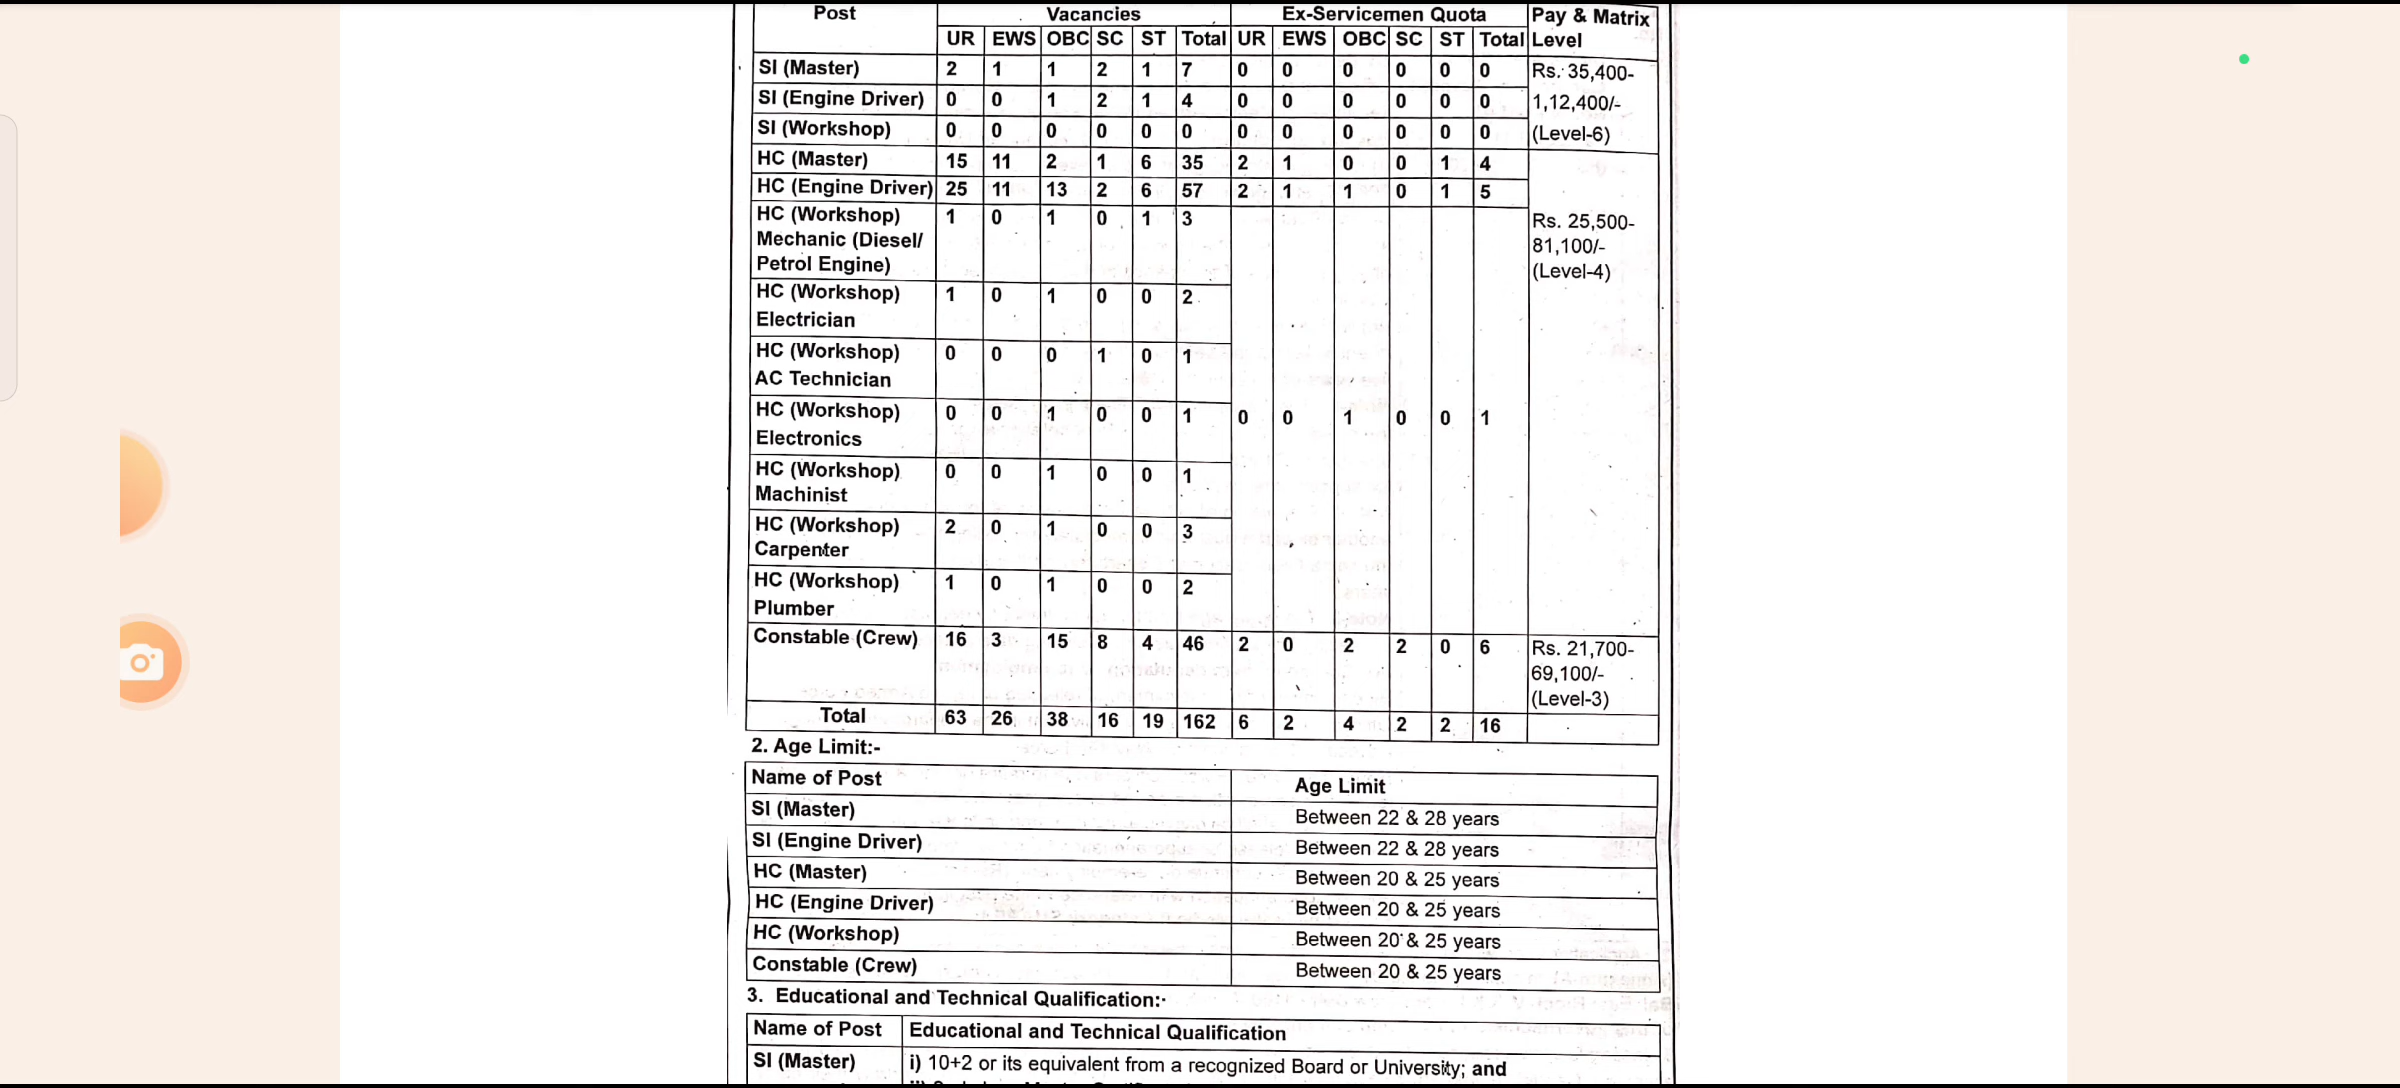 Post Vacancies Ex-Servicemen Quota Pay & Matrix Level
UR EWS OBC SC ST Total UR EWS OBC SC ST Total
SI (Master) 2 1 1 2 1 7 0 0 0 0 0 0 Rs. 35,400-
SI (Engine Driver) 0 0 1 2 1 4 0 0 0 0 0 0 1,12,400/-
SI (Workshop) 0 0 0 0 0 0 0 0 0 0 0 0 (Level-6)
HC (Master) 15 11 2 1 6 35 2 1 0 0 1 4
HC (Engine Driver) 25 11 13 2 6 57 2 1 1 0 1 5
HC (Workshop) 1 0 1 0 1 3 Rs. 25,500-
Mechanic (Diesel/ 81,100/-
Petrol Engine) (Level-4)
HC (Workshop) 1 0 1 0 0 2
Electrician
HC (Workshop) 0 0 0 1 0 1
AC Technician
HC (Workshop) 0 0 1 0 0 1 0 0 1 0 0 1
Electronics
HC (Workshop) 0 0 1 0 0 1
Machinist
HC (Workshop) 2 0 1 0 0 3
Carpenter
HC (Workshop) 1 0 1 0 0 2
Plumber
Constable (Crew) 16 3 15 8 4 46 2 0 2 2 0 6 Rs. 21,700-
69,100/-
(Level-3)
Total 63 26 38 16 19 162 6 2 4 2 2 16
2. Age Limit:-
Name of Post Age Limit
SI (Master) Between 22 & 28 years
SI (Engine Driver) Between 22 & 28 years
HC (Master) Between 20 & 25 years
HC (Engine Driver) Between 20 & 25 years
HC (Workshop) Between 20 & 25 years
Constable (Crew) Between 20 & 25 years
3. Educational and Technical Qualification:-
Name of Post Educational and Technical Qualification
SI (Master) i) 10+2 or its equivalent from a recognized Board or University; and